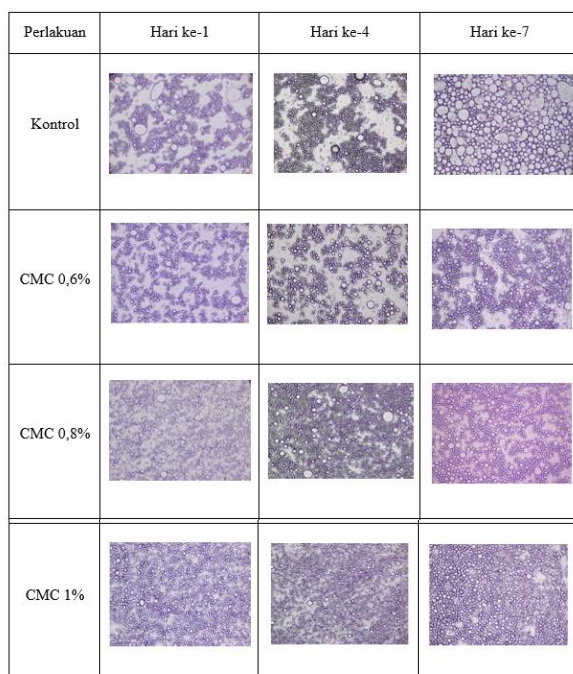 Perlakuan Hari ke-1 Hari ke-4 Hari ke-7
Kontrol
CMC 0,6%
CMC 0,8%
CMC 1%